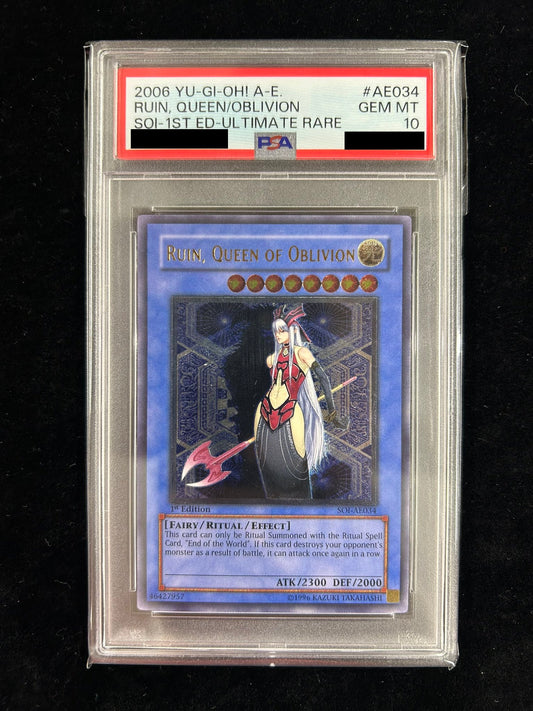 2006 YU-GI-OH! A-E. #AE034
RUIN, QUEEN/OBLIVION GEM MT
SOI-1ST ED-ULTIMATE RARE 10
PSA
RUIN, QUEEN OF OBLIVION
1st Edition SOI-AE034
[FAIRY/RITUAL/EFFECT]
This card can only be Ritual Summoned with the Ritual Spell
Card, "End of the World". If this card destroys your opponent's
monster as a result of battle, it can attack once again in a row.
ATK/2300 DEF/2000
46427957 ©1996 KAZUKI TAKAHASHI